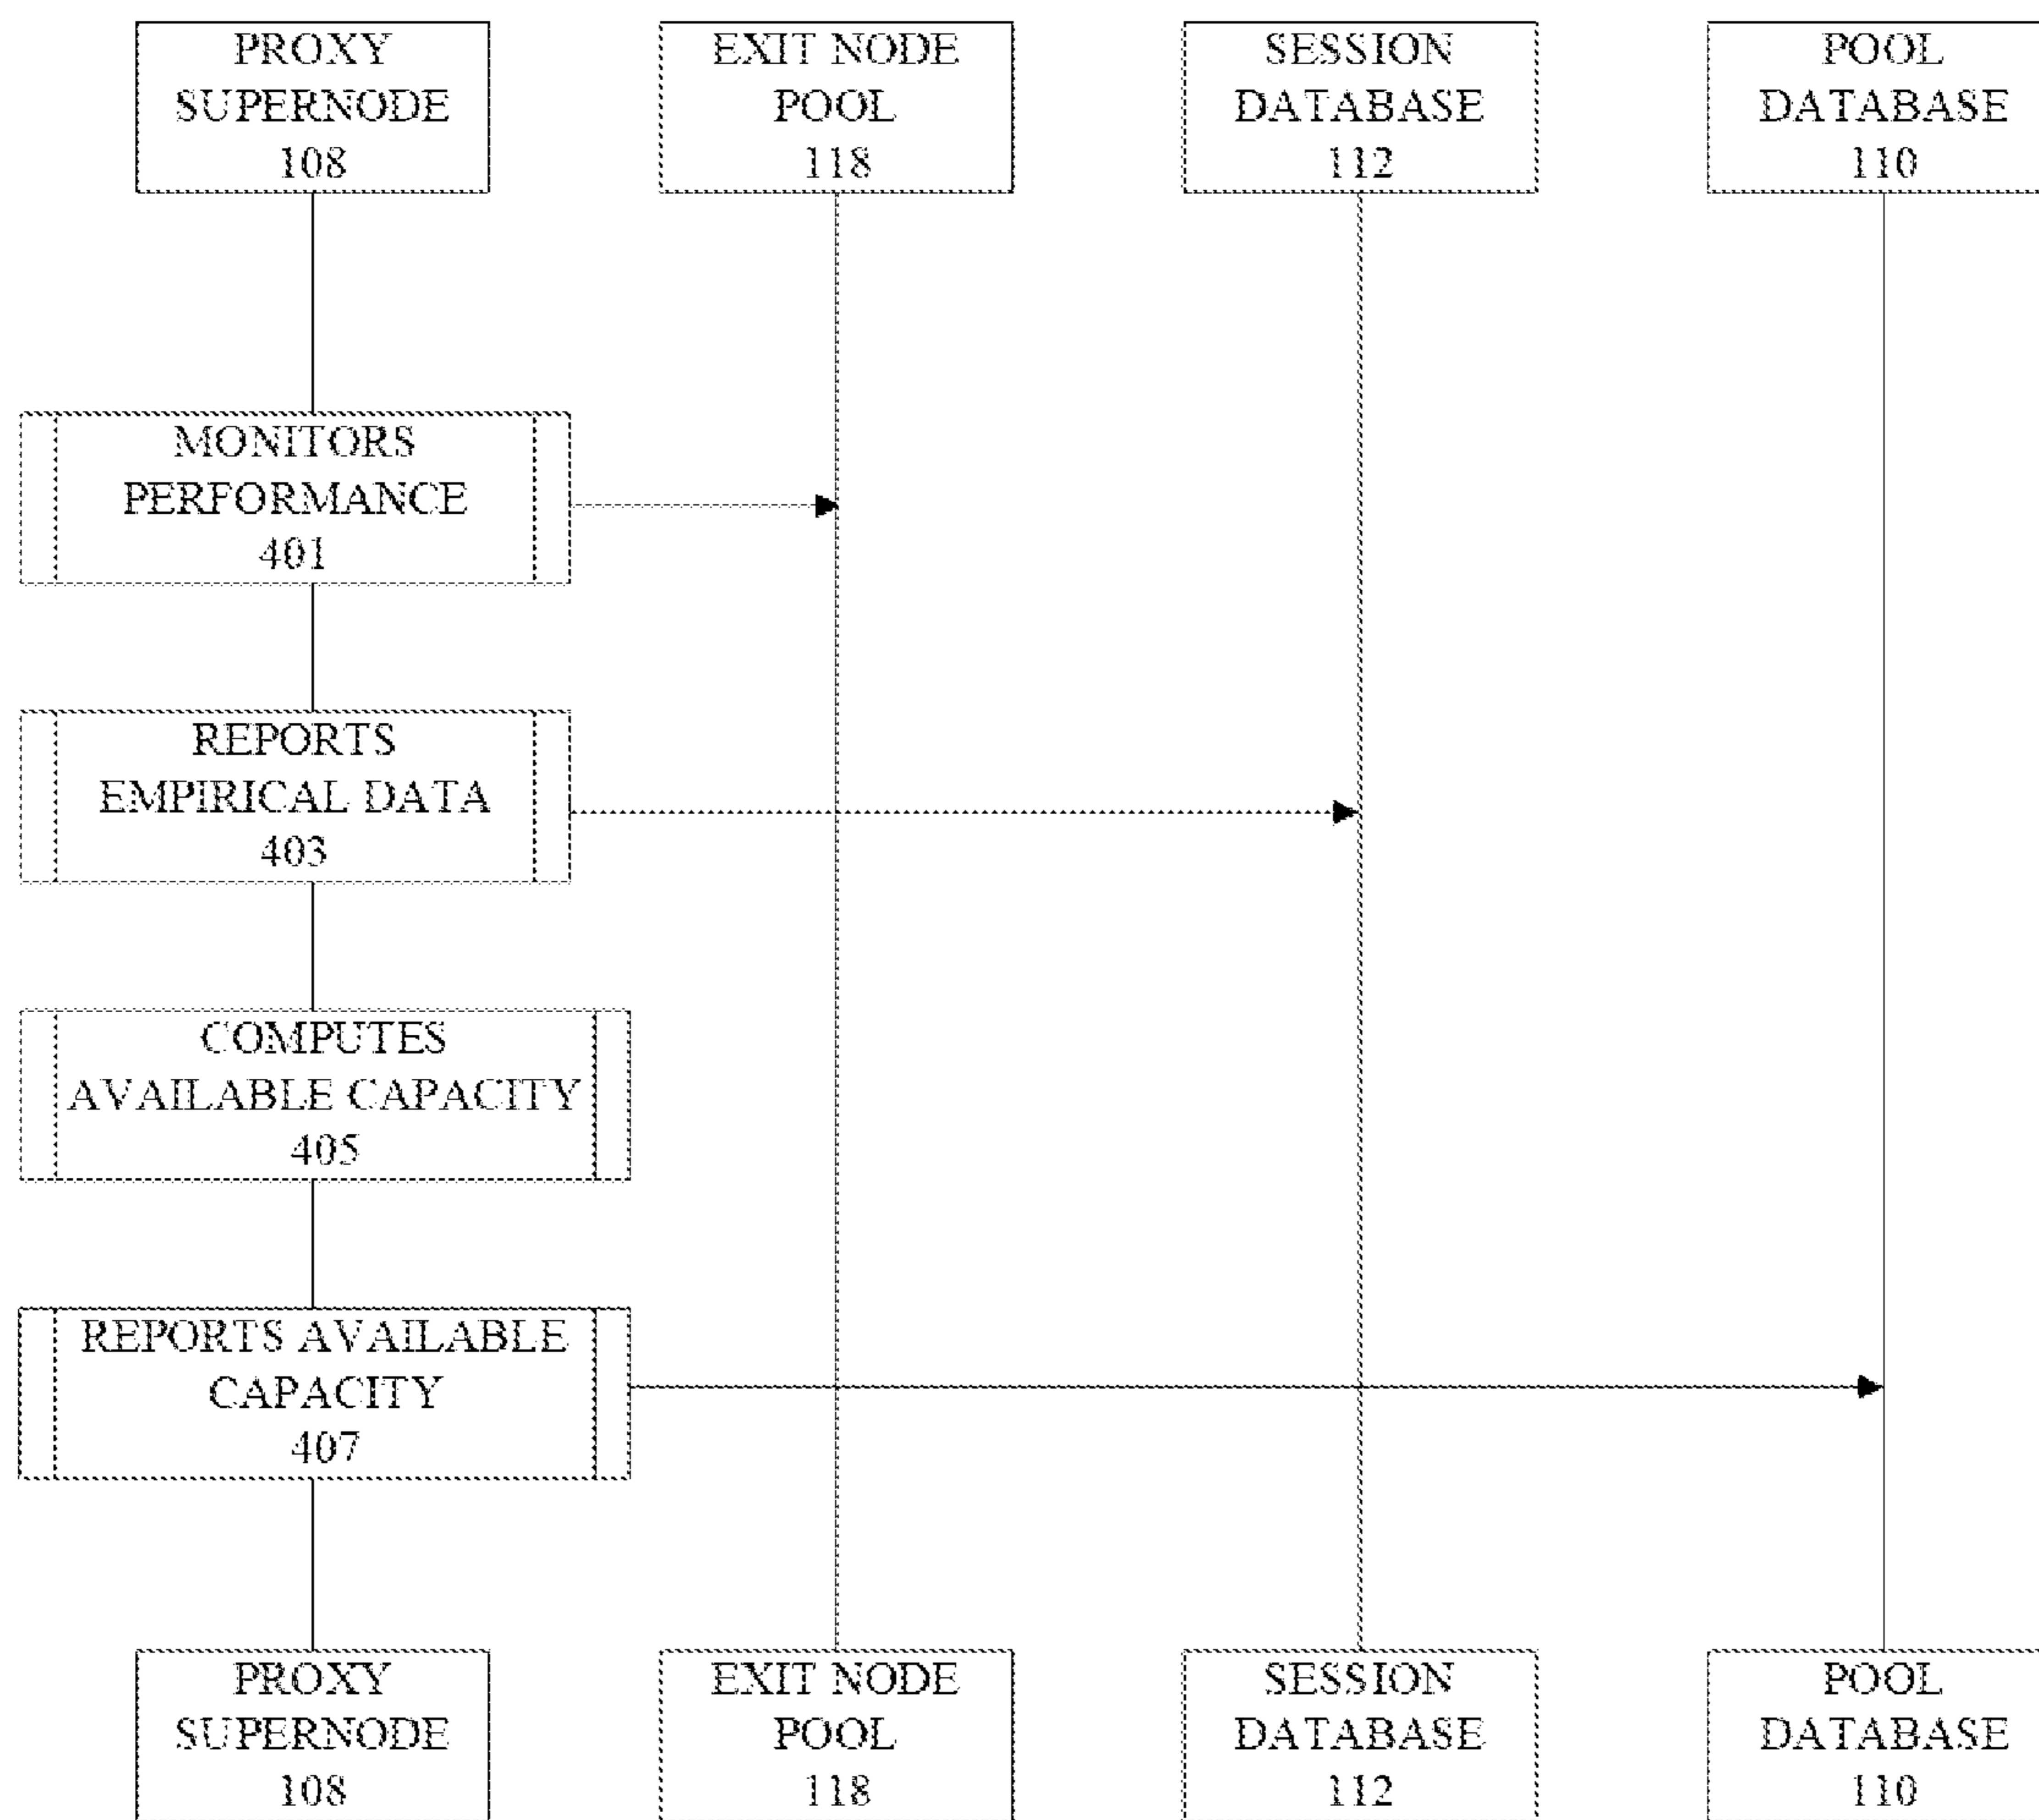 PROXY
SUPERNODE
108
EXIT NODE
POOL
118
SESSION
DATABASE
112
POOL
DATABASE
110
MONITORS
PERFORMANCE
401
REPORTS
EMPIRICAL DATA
403
COMPUTES
AVAILABLE CAPACITY
405
REPORTS AVAILABLE
CAPACITY
407
PROXY
SUPERNODE
108
EXIT NODE
POOL
118
SESSION
DATABASE
112
POOL
DATABASE
110